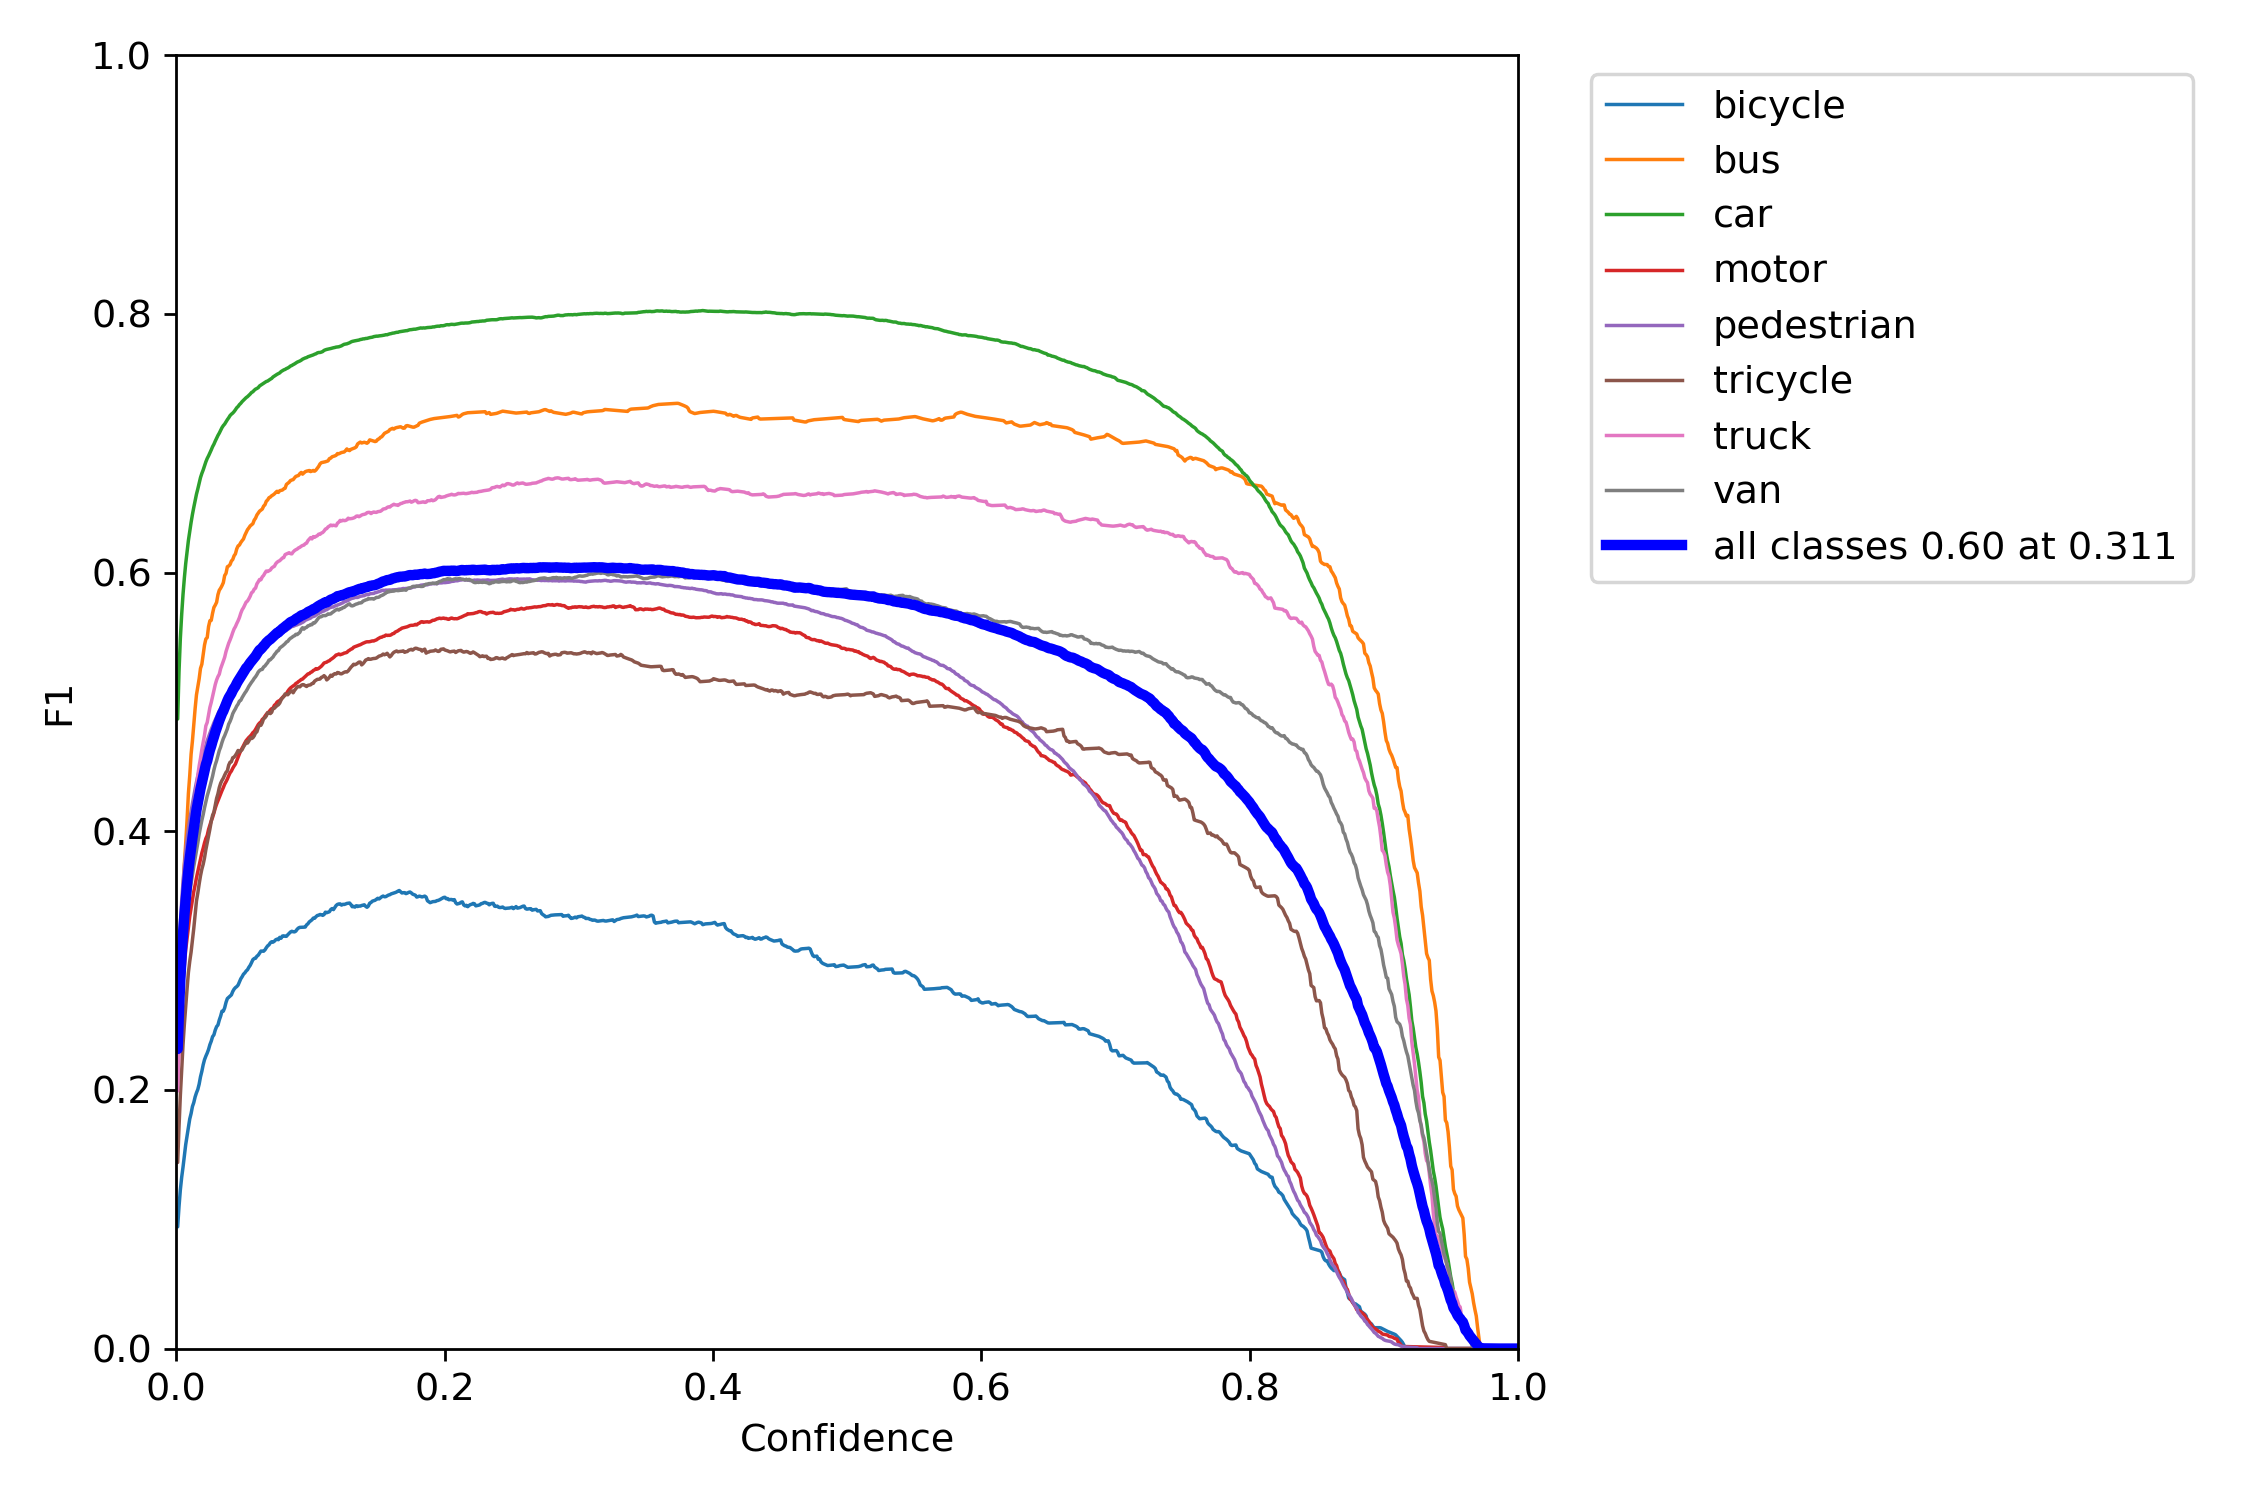 1.0
0.8
0.6
0.4
0.2
0.0
F1
0.0 0.2 0.4 0.6 0.8 1.0
Confidence
bicycle
bus
car
motor
pedestrian
tricycle
truck
van
all classes 0.60 at 0.311